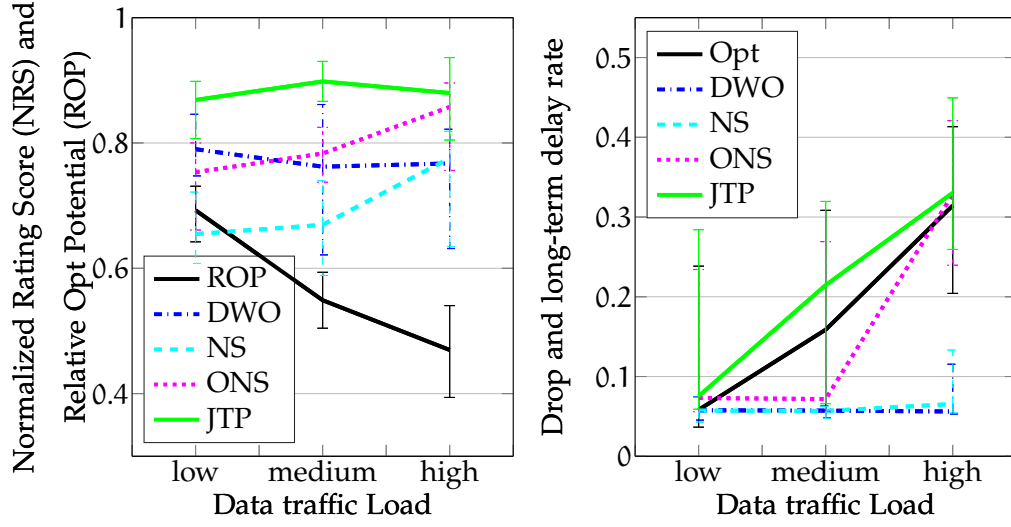 Normalized Rating Score (NRS) and
Relative Opt Potential (ROP)
1
0.8
0.6
0.4
ROP
DWO
NS
ONS
JTP
low medium high
Data traffic Load
Drop and long-term delay rate
0.5
0.4
0.3
0.2
0.1
0
Opt
DWO
NS
ONS
JTP
low medium high
Data traffic Load